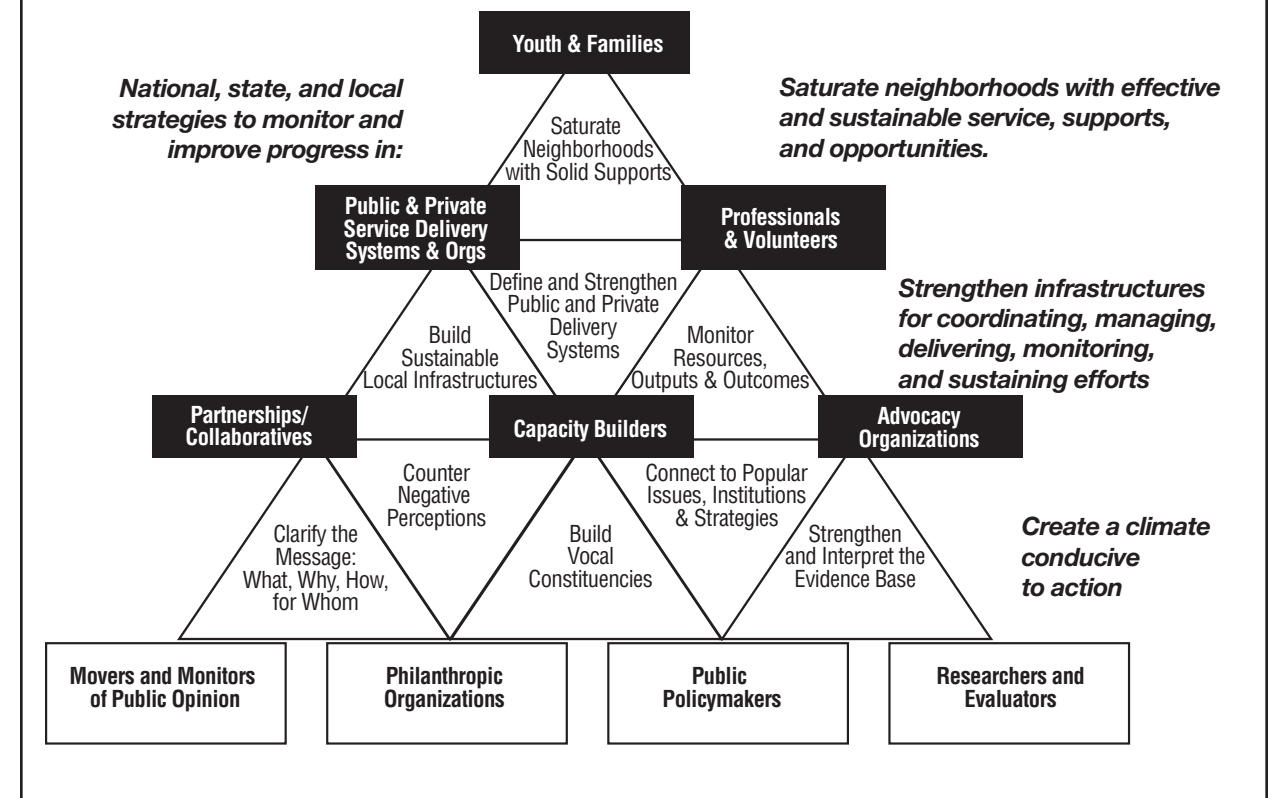 Youth & Families
National, state, and local
strategies to monitor and
improve progress in:
Saturate neighborhoods with effective
and sustainable service, supports,
and opportunities.
Saturate
Neighborhoods
with Solid Supports
Public & Private
Service Delivery
Systems & Orgs
Professionals
& Volunteers
Define and Strengthen
Public and Private
Delivery
Systems
Build
Sustainable
Local Infrastructures
Monitor
Resources,
Outputs & Outcomes
Strengthen infrastructures
for coordinating, managing,
delivering, monitoring,
and sustaining efforts
Partnerships/
Collaboratives
Capacity Builders
Advocacy
Organizations
Counter
Negative
Perceptions
Connect to Popular
Issues, Institutions
& Strategies
Clarify the
Message:
What, Why, How,
for Whom
Build
Vocal
Constituencies
Strengthen
and Interpret the
Evidence Base
Create a climate
conducive
to action
Movers and Monitors
of Public Opinion
Philanthropic
Organizations
Public
Policymakers
Researchers and
Evaluators